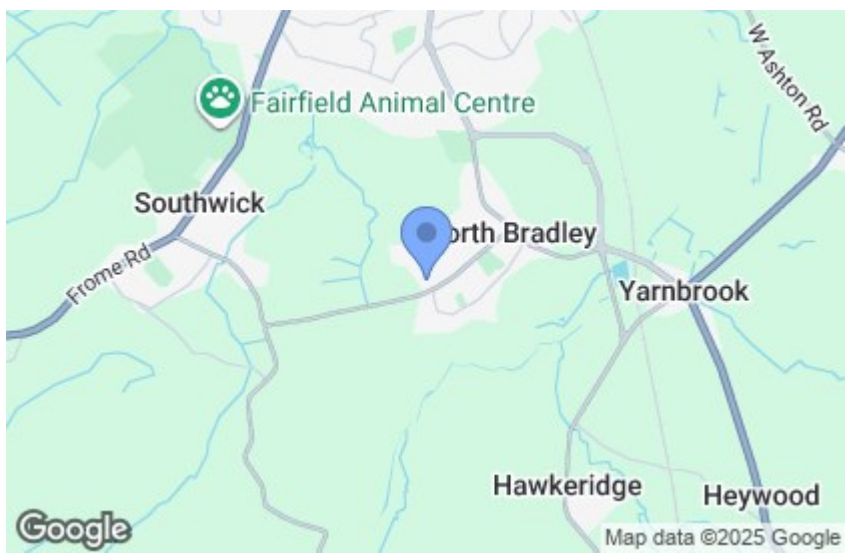 W Ashton Rd
Fairfield Animal Centre
Southwick
orth Bradley
Frome Rd
Yarnbrook
Hawkeridge
Heywood
Google
Map data ©2025 Google